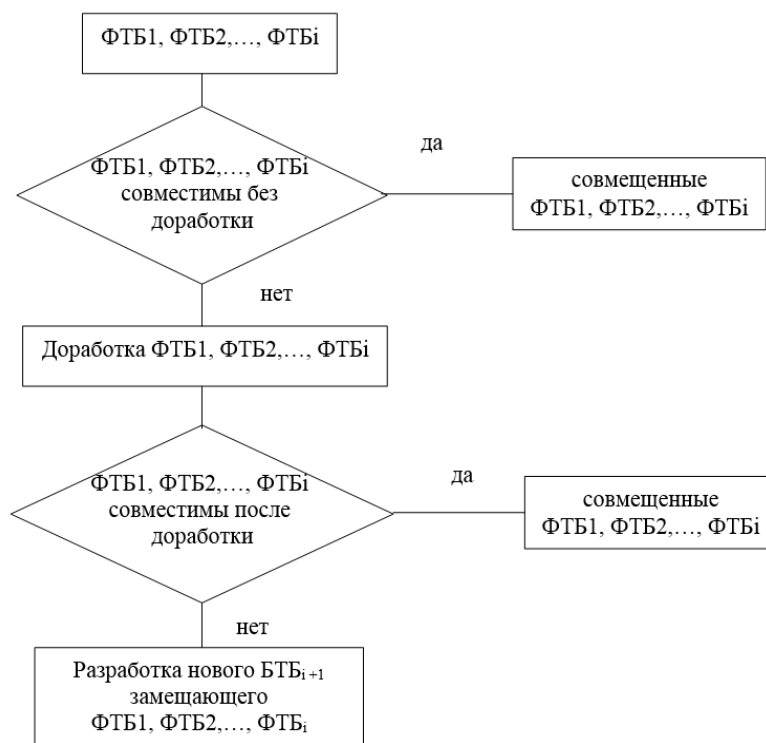 ФТБ1, ФТБ2,…, ФТБi
да
ФТБ1, ФТБ2,…, ФТБi
совместимы без
доработки
совмещенные
ФТБ1, ФТБ2,…, ФТБi
нет
Доработка ФТБ1, ФТБ2,…, ФТБi
да
ФТБ1, ФТБ2,…, ФТБi
совместимы после
доработки
совмещенные
ФТБ1, ФТБ2,…, ФТБi
нет
Разработка нового БТБi +1
замещающего
ФТБ1, ФТБ2,…, ФТБi